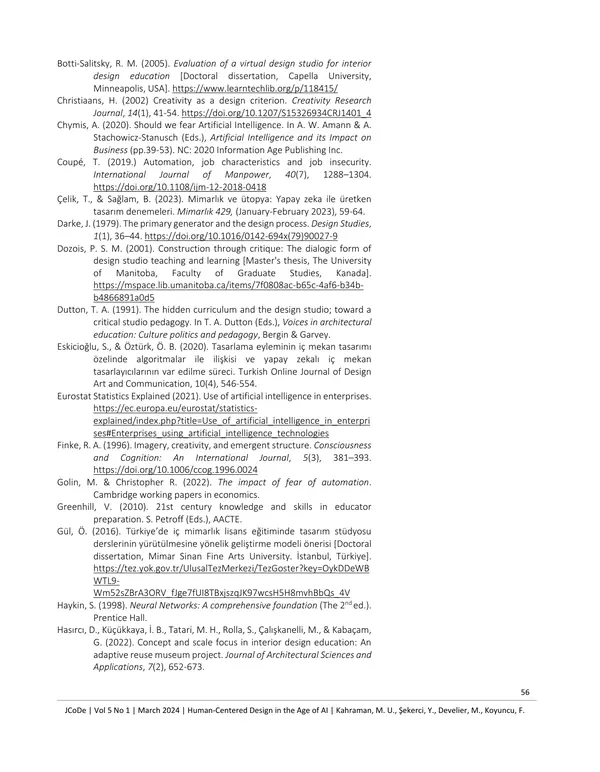 Botti-Salitsky, R. M. (2005). Evaluation of a virtual design studio for interior
design education [Doctoral dissertation, Capella University,
Minneapolis, USA]. https://www.learntechlib.org/p/118415/
Christiaans, H. (2002) Creativity as a design criterion. Creativity Research
Journal, 14(1), 41-54. https://doi.org/10.1207/S15326934CRJ1401_4
Chymis, A. (2020). Should we fear Artificial Intelligence. In A. W. Amann & A.
Stachowicz-Stanusch (Eds.), Artificial Intelligence and its Impact on
Business (pp.39-53). NC: 2020 Information Age Publishing Inc.
Coupé, T. (2019.) Automation, job characteristics and job insecurity.
International Journal of Manpower, 40(7), 1288–1304.
https://doi.org/10.1108/ijm-12-2018-0418
Çelik, T., & Sağlam, B. (2023). Mimarlık ve ütopya: Yapay zeka ile üretken
tasarım denemeleri. Mimarlık 429, (January-February 2023), 59-64.
Darke, J. (1979). The primary generator and the design process. Design Studies,
1(1), 36–44. https://doi.org/10.1016/0142-694x(79)90027-9
Dozois, P. S. M. (2001). Construction through critique: The dialogic form of
design studio teaching and learning [Master's thesis, The University
of Manitoba, Faculty of Graduate Studies, Kanada].
https://mspace.lib.umanitoba.ca/items/7f0808ac-b65c-4af6-b34b-
b4866891a0d5
Dutton, T. A. (1991). The hidden curriculum and the design studio; toward a
critical studio pedagogy. In T. A. Dutton (Eds.), Voices in architectural
education: Culture politics and pedagogy, Bergin & Garvey.
Eskicioğlu, S., & Öztürk, Ö. B. (2020). Tasarlama eyleminin iç mekan tasarımı
özelinde algoritmalar ile ilişkisi ve yapay zekalı iç mekan
tasarlayıcılarının var edilme süreci. Turkish Online Journal of Design
Art and Communication, 10(4), 546-554.
Eurostat Statistics Explained (2021). Use of artificial intelligence in enterprises.
https://ec.europa.eu/eurostat/statistics-
explained/index.php?title=Use_of_artificial_intelligence_in_enterpri
ses#Enterprises_using_artificial_intelligence_technologies
Finke, R. A. (1996). Imagery, creativity, and emergent structure. Consciousness
and Cognition: An International Journal, 5(3), 381–393.
https://doi.org/10.1006/ccog.1996.0024
Golin, M. & Christopher R. (2022). The impact of fear of automation.
Cambridge working papers in economics.
Greenhill, V. (2010). 21st century knowledge and skills in educator
preparation. S. Petroff (Eds.), AACTE.
Gül, Ö. (2016). Türkiye’de iç mimarlık lisans eğitiminde tasarım stüdyosu
derslerinin yürütülmesine yönelik geliştirme modeli önerisi [Doctoral
dissertation, Mimar Sinan Fine Arts University. İstanbul, Türkiye].
https://tez.yok.gov.tr/UlusalTezMerkezi/TezGoster?key=OykDDeWB
WTL9-
Wm52sZBrA3ORV_fJge7fUI8TBxjszqJK97wcsH5H8mvhBbQs_4V
Haykin, S. (1998). Neural Networks: A comprehensive foundation (The 2nd ed.).
Prentice Hall.
Hasırcı, D., Küçükkaya, İ. B., Tatari, M. H., Rolla, S., Çalışkanelli, M., & Kabaçam,
G. (2022). Concept and scale focus in interior design education: An
adaptive reuse museum project. Journal of Architectural Sciences and
Applications, 7(2), 652-673.
56
JCoDe | Vol 5 No 1 | March 2024 | Human-Centered Design in the Age of AI | Kahraman, M. U., Şekerci, Y., Develier, M., Koyuncu, F.